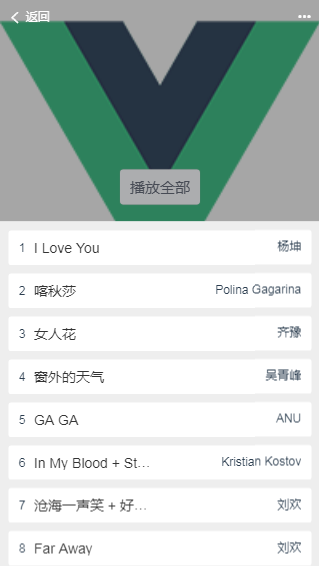 返回
播放全部
1 I Love You 杨坤
2 喀秋莎 Polina Gagarina
3 女人花 齐豫
4 窗外的天气 吴青峰
5 GA GA ANU
6 In My Blood + St... Kristian Kostov
7 沧海一声笑 + 好... 刘欢
8 Far Away 刘欢